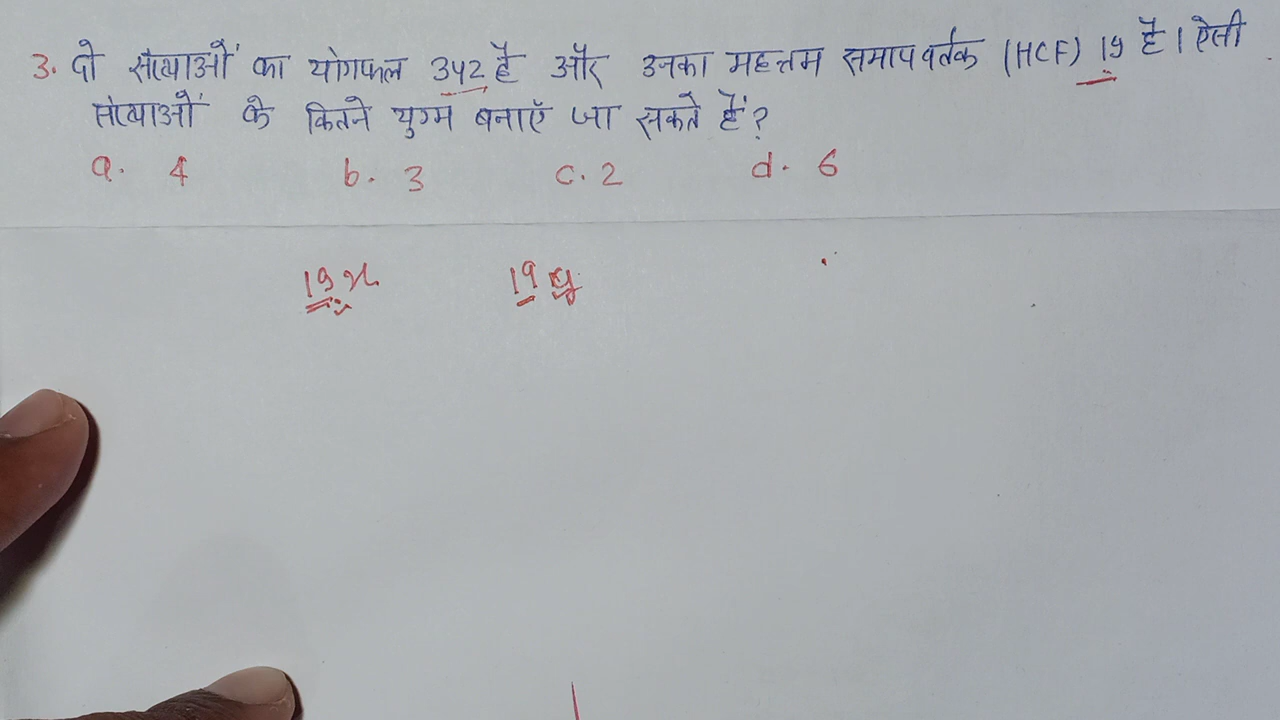 3. दो संख्याओं का योगफल 342 है और उनका महत्तम समापवर्तक (HCF) 19 है। ऐसी
संख्याओं के कितने युग्म बनाएँ जा सकते हैं?
a. 4 b. 3 c. 2 d. 6
19x 19y